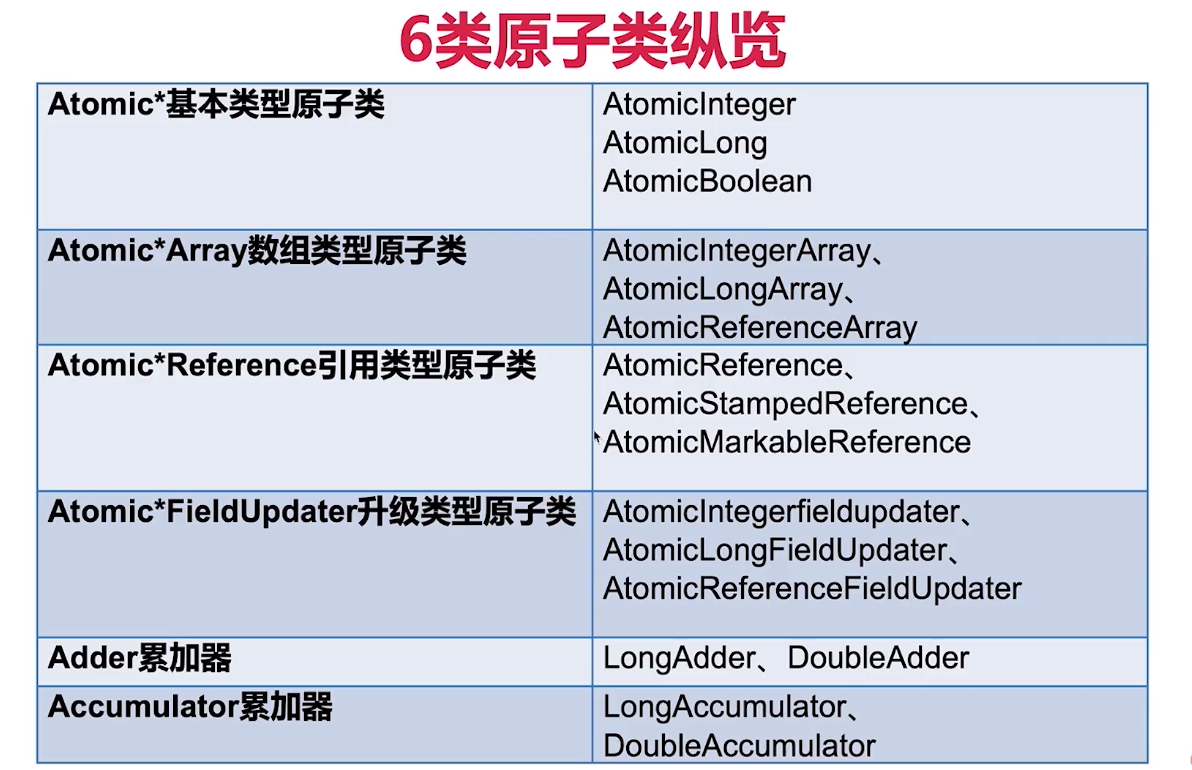 6类原子类纵览
Atomic*基本类型原子类
AtomicInteger
AtomicLong
AtomicBoolean
Atomic*Array数组类型原子类
AtomicIntegerArray、
AtomicLongArray、
AtomicReferenceArray
Atomic*Reference引用类型原子类
AtomicReference、
AtomicStampedReference、
AtomicMarkableReference
Atomic*FieldUpdater升级类型原子类
AtomicIntegerfieldupdater、
AtomicLongFieldUpdater、
AtomicReferenceFieldUpdater
Adder累加器
LongAdder、DoubleAdder
Accumulator累加器
LongAccumulator、
DoubleAccumulator